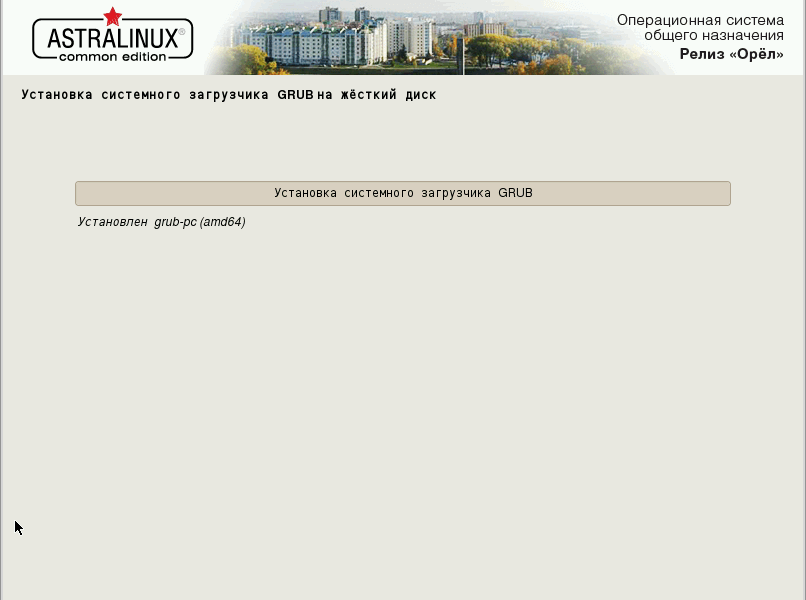 ASTRALINUX®
common edition
Операционная система
общего назначения
Релиз «Орёл»
Установка системного загрузчика GRUB на жёсткий диск
Установка системного загрузчика GRUB
Установлен grub-pc (amd64)